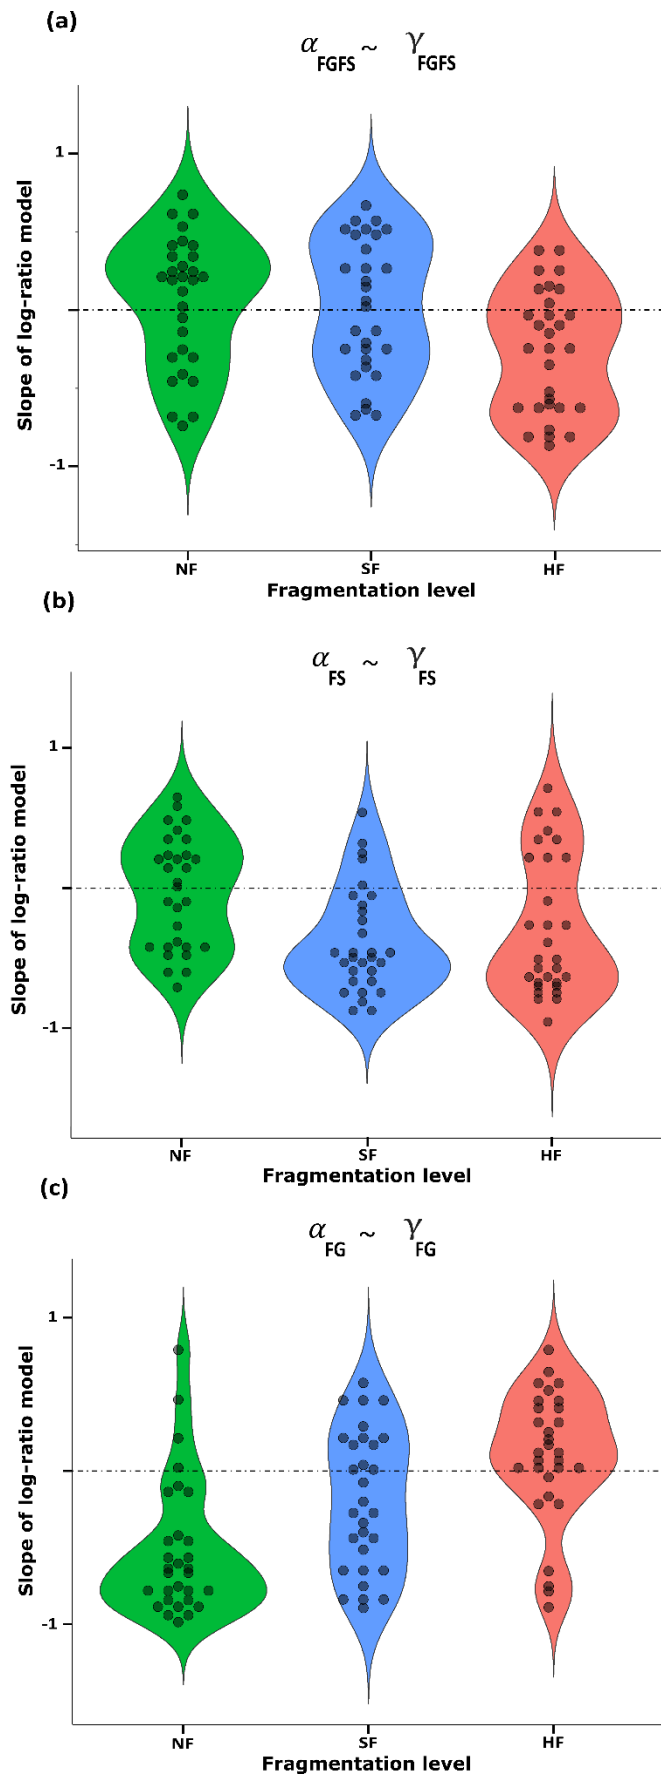 (a)
α FGFS ~ γ FGFS
1
Slope of log-ratio model
-1
NF SF HF
Fragmentation level
(b)
α FS ~ γ FS
1
Slope of log-ratio model
-1
NF SF HF
Fragmentation level
(c)
α FG ~ γ FG
1
Slope of log-ratio model
-1
NF SF HF
Fragmentation level